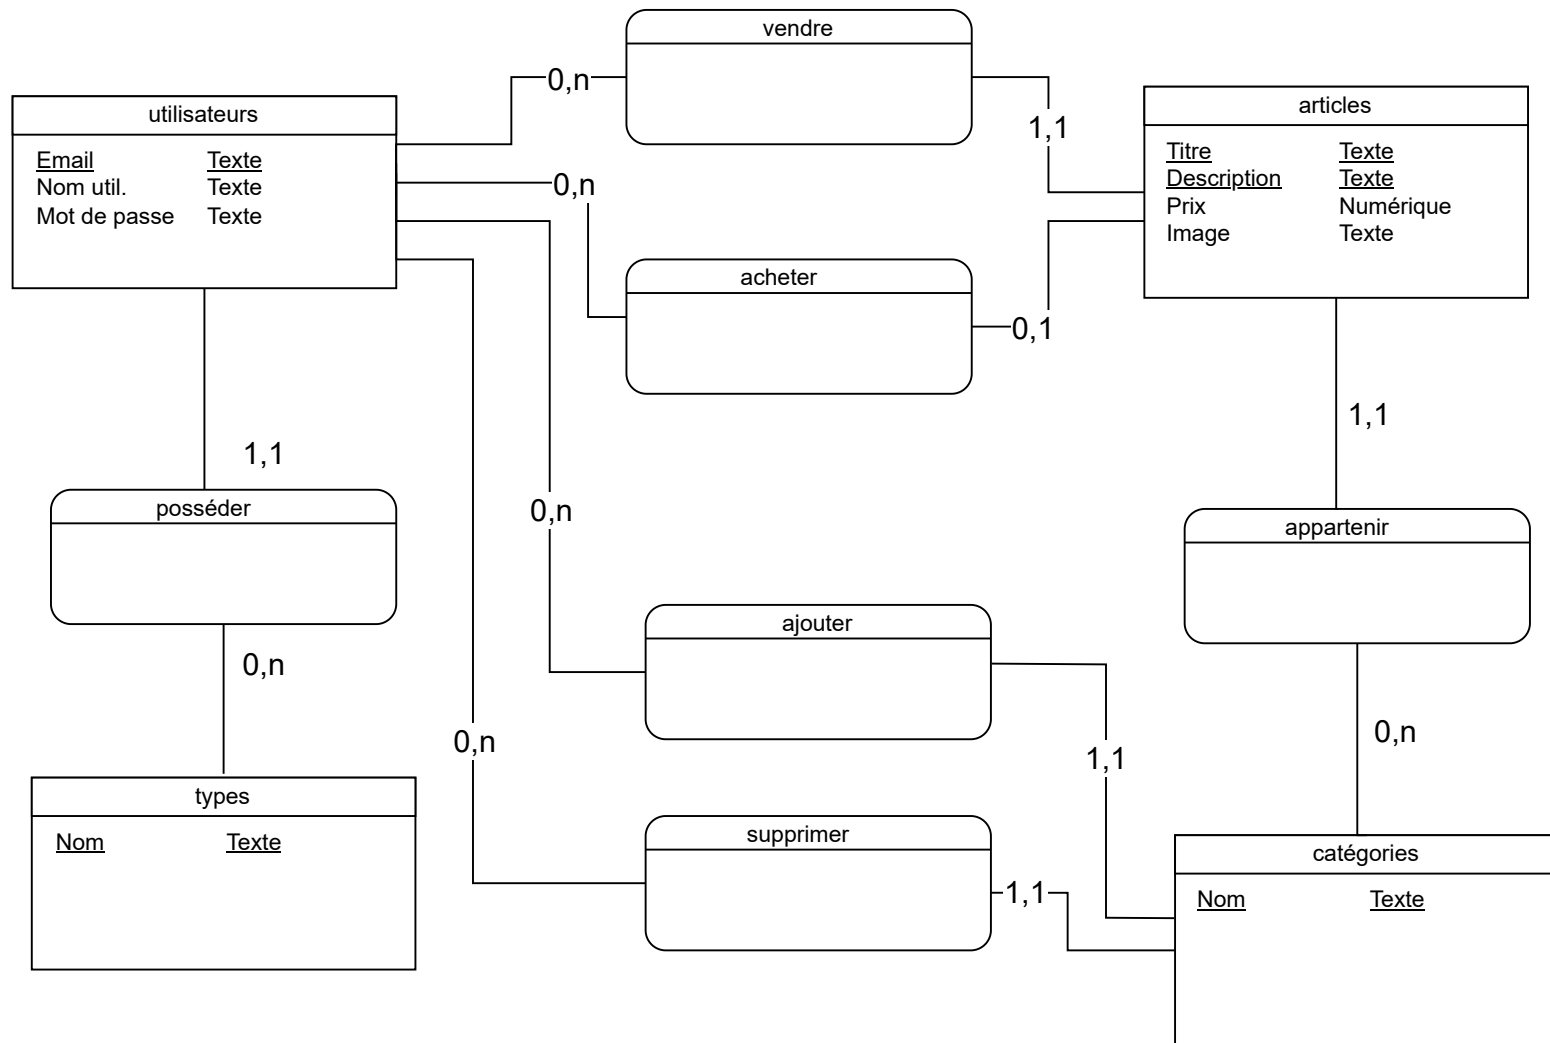 vendre
0,n
1,1
utilisateurs
Email Texte
Nom util. Texte
Mot de passe Texte
articles
Titre Texte
Description Texte
Prix Numérique
Image Texte
0,n
acheter
0,1
1,1
1,1
posséder
0,n
appartenir
ajouter
0,n
0,n
1,1
0,n
types
Nom Texte
supprimer
1,1
catégories
Nom Texte